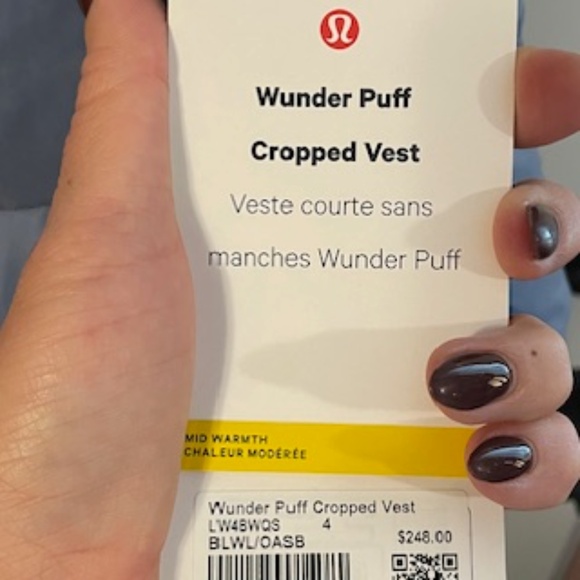 Wunder Puff
Cropped Vest
Veste courte sans
manches Wunder Puff
MID WARMTH
CHALEUR MODÉRÉE
Wunder Puff Cropped Vest
LW4BWQS 4
BLWL/OASB $248.00